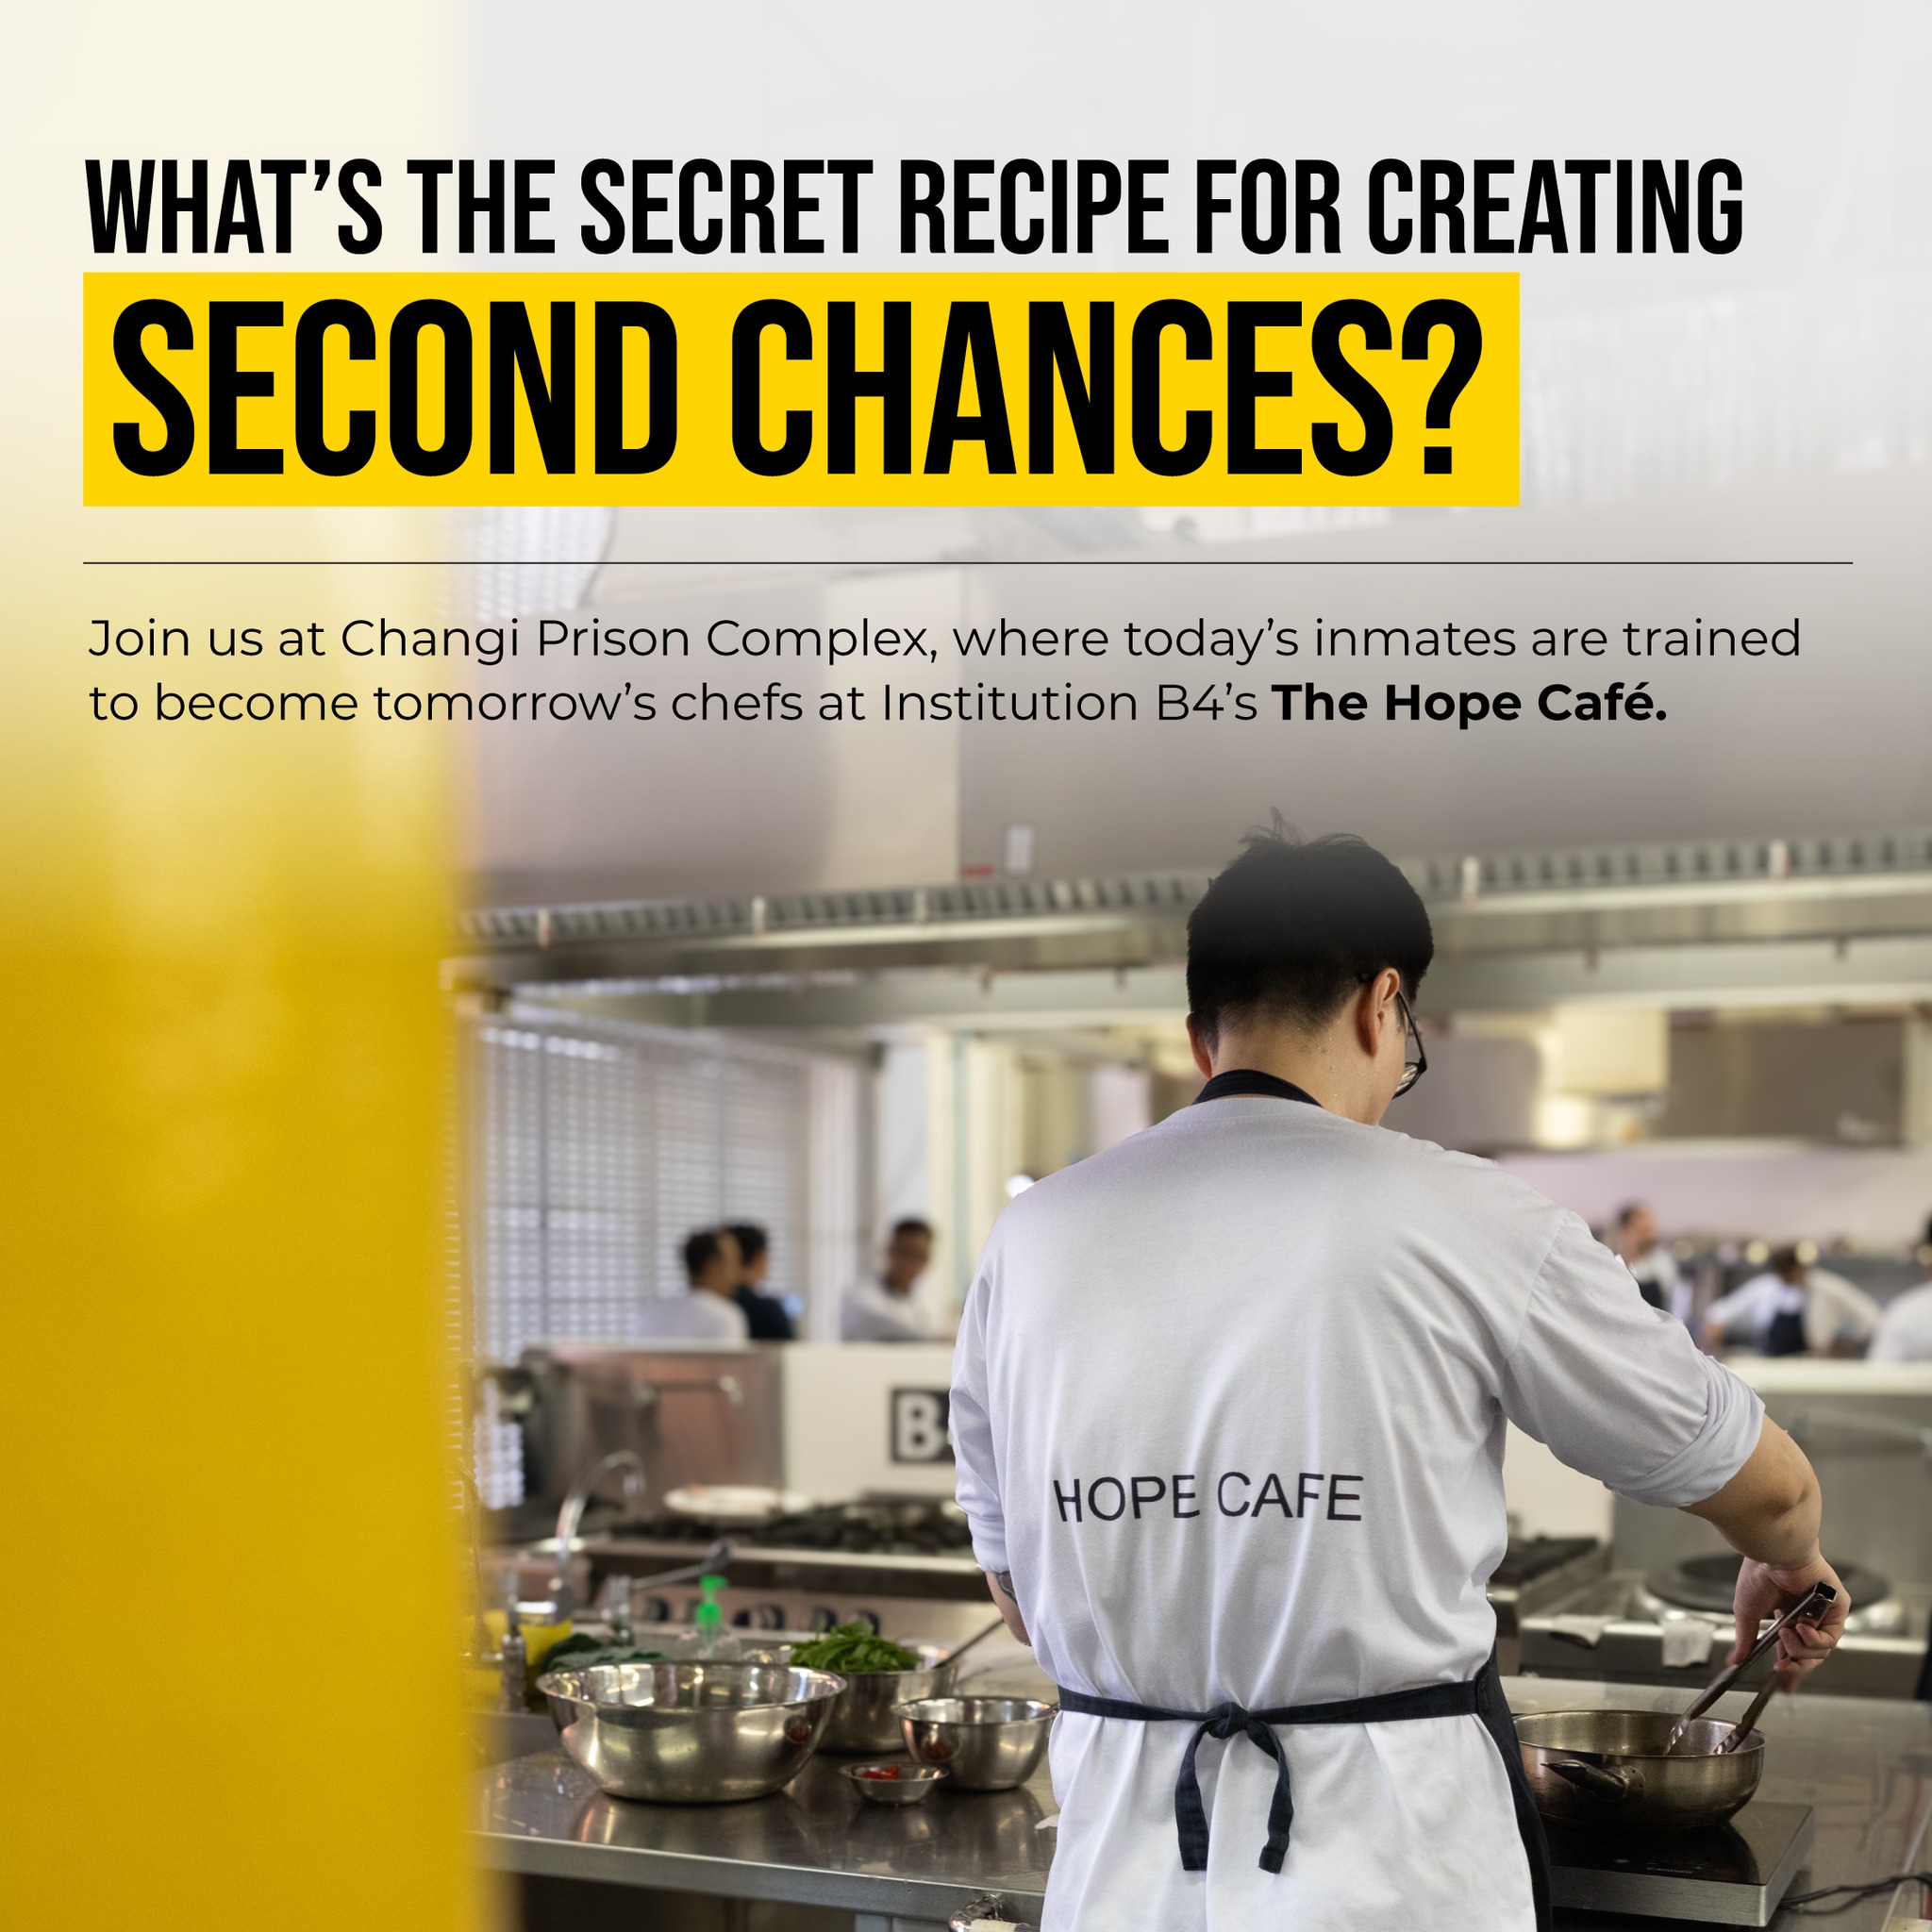 WHAT’S THE SECRET RECIPE FOR CREATING
SECOND CHANCES?
Join us at Changi Prison Complex, where today’s inmates are trained
to become tomorrow’s chefs at Institution B4’s The Hope Café.
HOPE CAFE